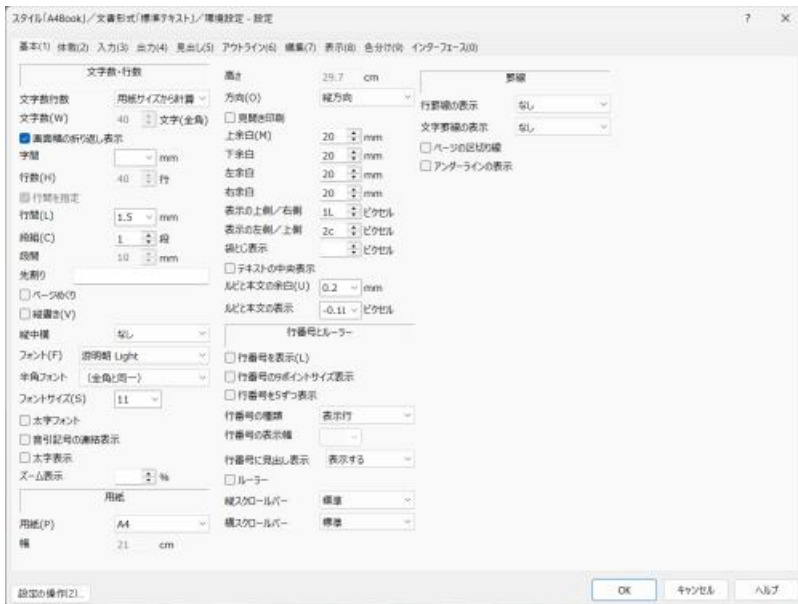 スタイル「A4Book」／文書形式「標準テキスト」／環境設定 - 設定
? ×
基本(1) 体裁(2) 入力(3) 出力(4) 見出し(5) アウトライン(6) 編集(7) 表示(8) 色分け(9) インターフェース(0)
文字数・行数
文字数行数 用紙サイズから計算
文字数(W) 40 文字(全角)
画面幅の折り返し表示
字間 mm
行数(H) 40 行
行間を指定
行間(L) 1.5 mm
段組(C) 1 段
段間 10 mm
先割り
ページめくり
縦書き(V)
縦中横 なし
フォント(F) 游明朝 Light
半角フォント (全角と同一)
フォントサイズ(S) 11
太字フォント
音引記号の連結表示
太字表示
ズーム表示 %
用紙
用紙(P) A4
幅 21 cm
高さ 29.7 cm
方向(O) 縦方向
見開き印刷
上余白(M) 20 mm
下余白 20 mm
左余白 20 mm
右余白 20 mm
表示の上側／右側 1L ピクセル
表示の左側／上側 2c ピクセル
袋とじ表示 ピクセル
テキストの中央表示
ルビと本文の余白(U) 0.2 mm
ルビと本文の表示 -0.1l ピクセル
行番号とルーラー
行番号を表示(L)
行番号の9ポイントサイズ表示
行番号を5ずつ表示
行番号の種類 表示行
行番号の表示幅
行番号に見出し表示 表示する
ルーラー
縦スクロールバー 標準
横スクロールバー 標準
罫線
行罫線の表示 なし
文字罫線の表示 なし
ページの区切り線
アンダーラインの表示
設定の操作(Z)...
OK キャンセル ヘルプ